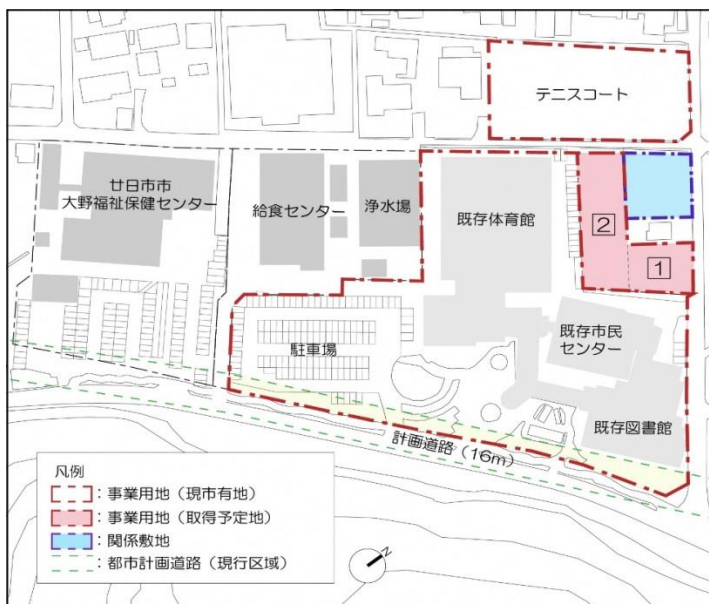 テニスコート
廿日市市
大野福祉保健センター
給食センター
浄水場
既存体育館
2
1
既存市民
センター
駐車場
既存図書館
計画道路（16m）
凡例
：事業用地（現市有地）
：事業用地（取得予定地）
：関係敷地
：都市計画道路（現行区域）
N